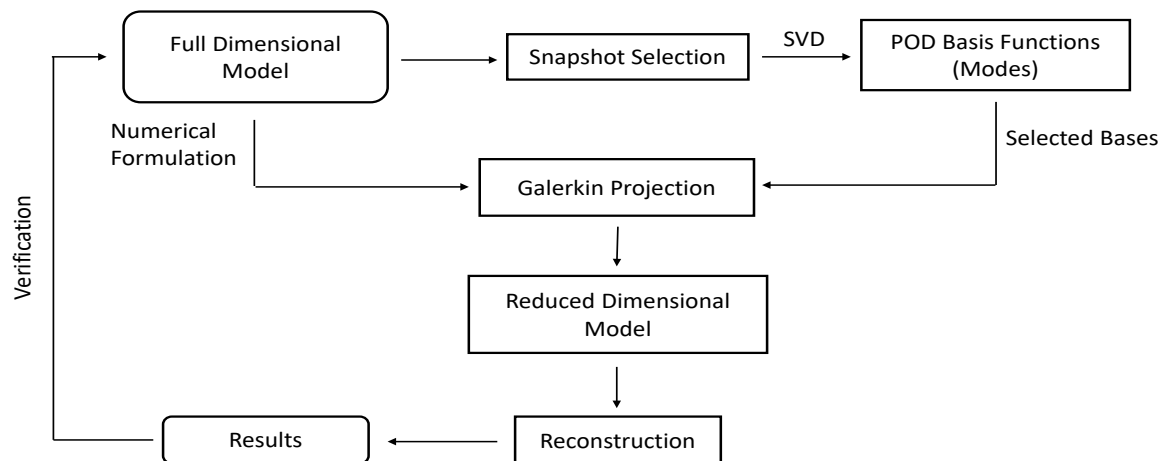 Full Dimensional
Model
Snapshot Selection
SVD
POD Basis Functions
(Modes)
Numerical
Formulation
Selected Bases
Galerkin Projection
Verification
Reduced Dimensional
Model
Results
Reconstruction